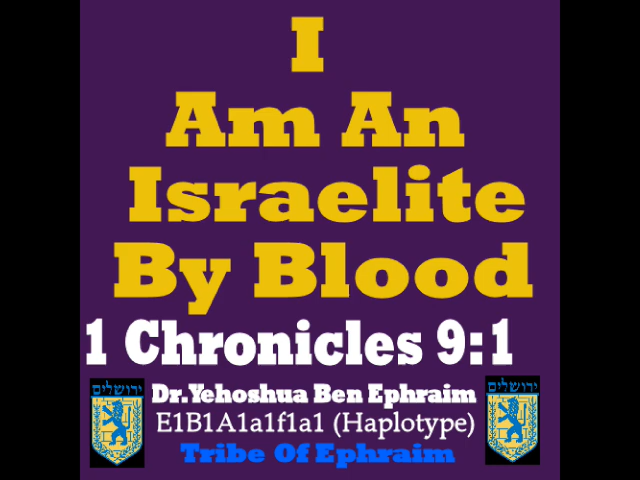 I
Am An
Israelite
By Blood
1 Chronicles 9:1
ירושלים
ירושלים
Dr.Yehoshua Ben Ephraim
E1B1A1a1f1a1 (Haplotype)
Tribe Of Ephraim